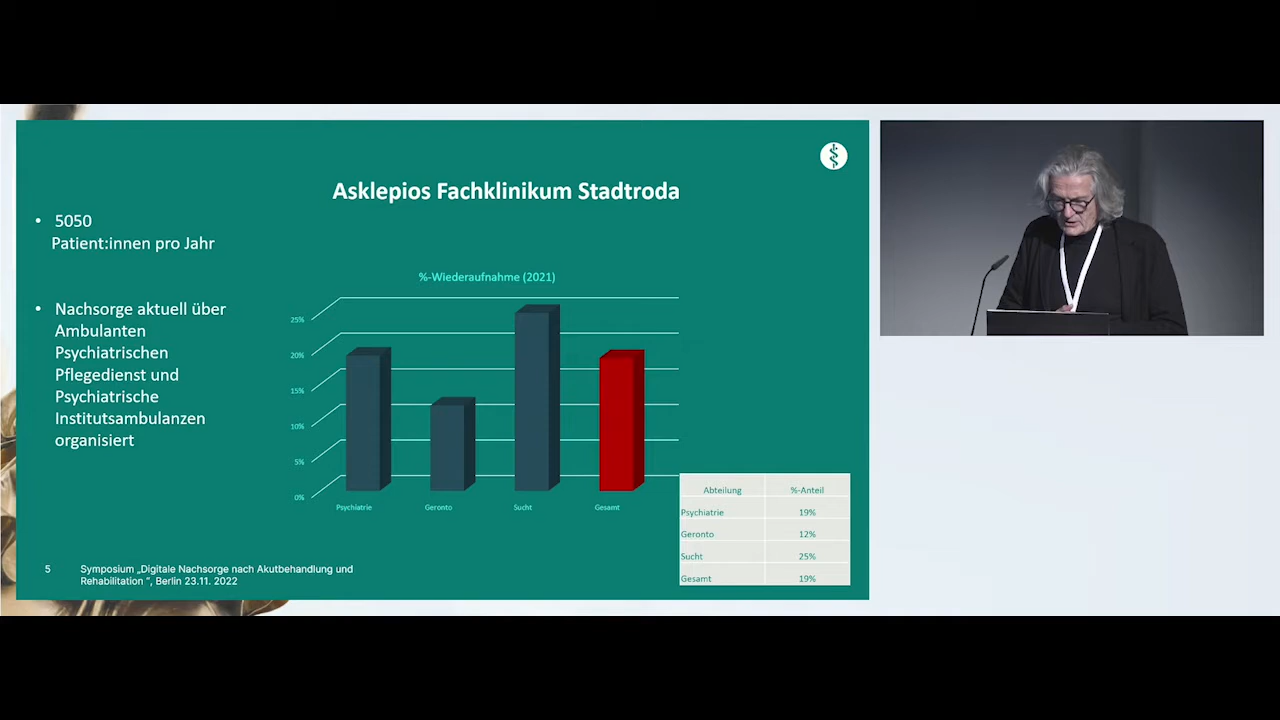 Asklepios Fachklinikum Stadtroda
• 5050
Patient:innen pro Jahr
• Nachsorge aktuell über
Ambulanten
Psychiatrischen
Pflegedienst und
Psychiatrische
Institutsambulanzen
organisiert
%-Wiederaufnahme (2021)
25%
20%
15%
10%
5%
0%
Psychiatrie Geronto Sucht Gesamt
Abteilung %-Anteil
Psychiatrie 19%
Geronto 12%
Sucht 25%
Gesamt 19%
5 Symposium „Digitale Nachsorge nach Akutbehandlung und
Rehabilitation “, Berlin 23.11. 2022